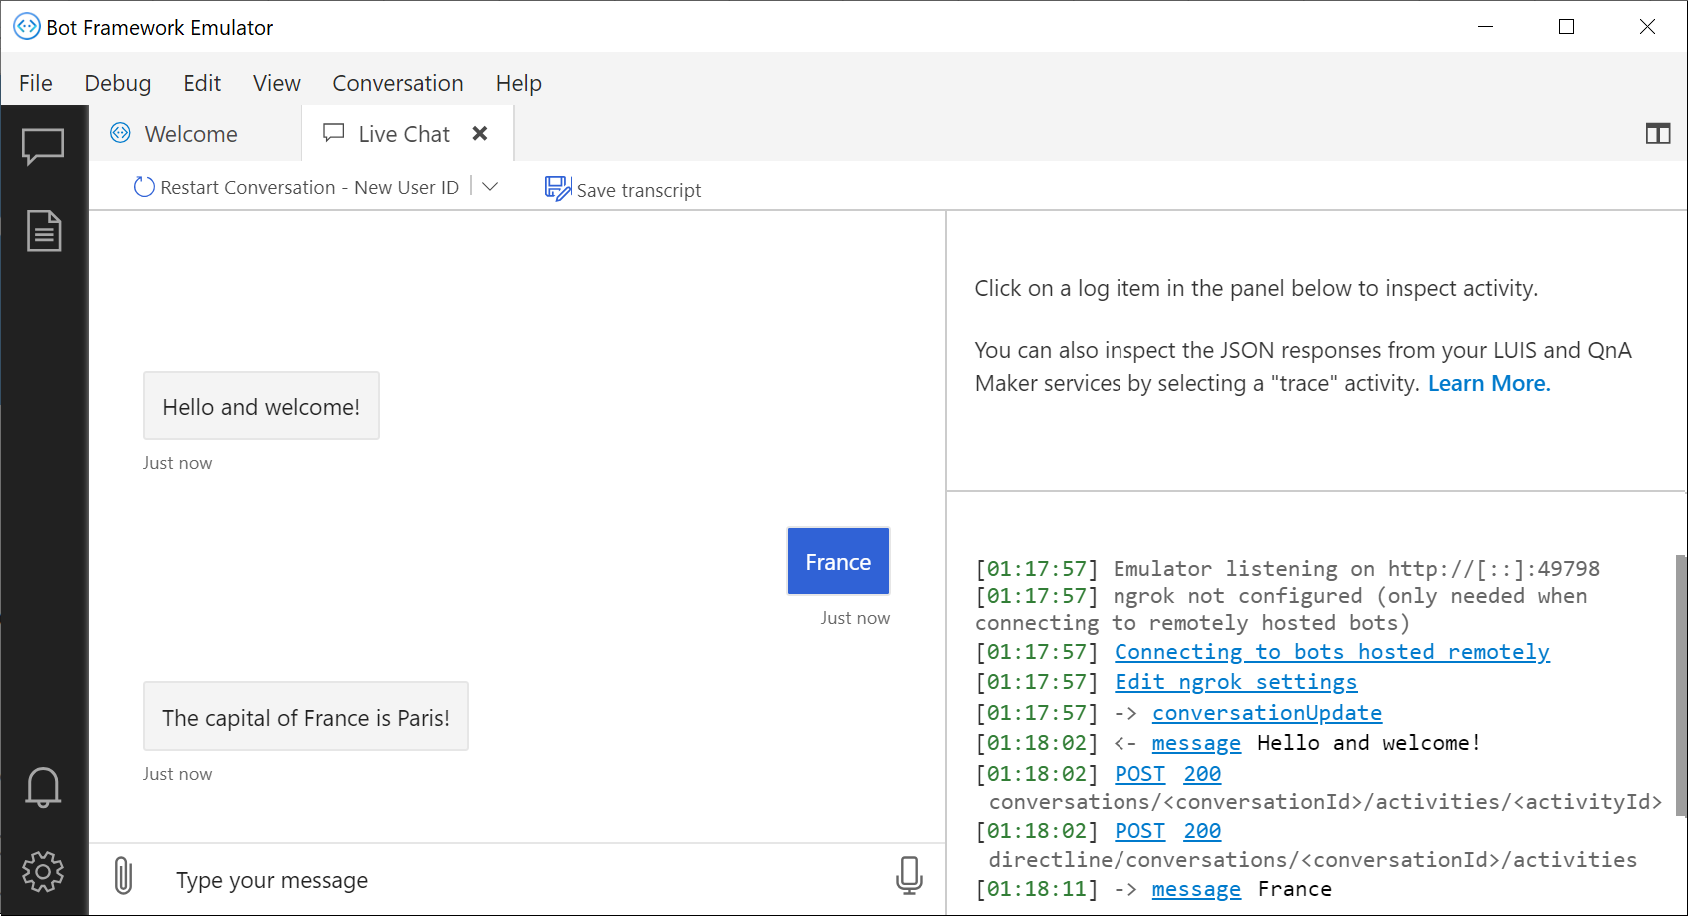 Bot Framework Emulator
File Debug Edit View Conversation Help
Welcome Live Chat
Restart Conversation - New User ID Save transcript
Hello and welcome!
Just now
France
Just now
The capital of France is Paris!
Just now
Type your message
Click on a log item in the panel below to inspect activity.
You can also inspect the JSON responses from your LUIS and QnA
Maker services by selecting a "trace" activity. Learn More.
[01:17:57] Emulator listening on http://[::]:49798
[01:17:57] ngrok not configured (only needed when
connecting to remotely hosted bots)
[01:17:57] Connecting to bots hosted remotely
[01:17:57] Edit ngrok settings
[01:17:57] -> conversationUpdate
[01:18:02] <- message Hello and welcome!
[01:18:02] POST 200
conversations/<conversationId>/activities/<activityId>
[01:18:02] POST 200
directline/conversations/<conversationId>/activities
[01:18:11] -> message France